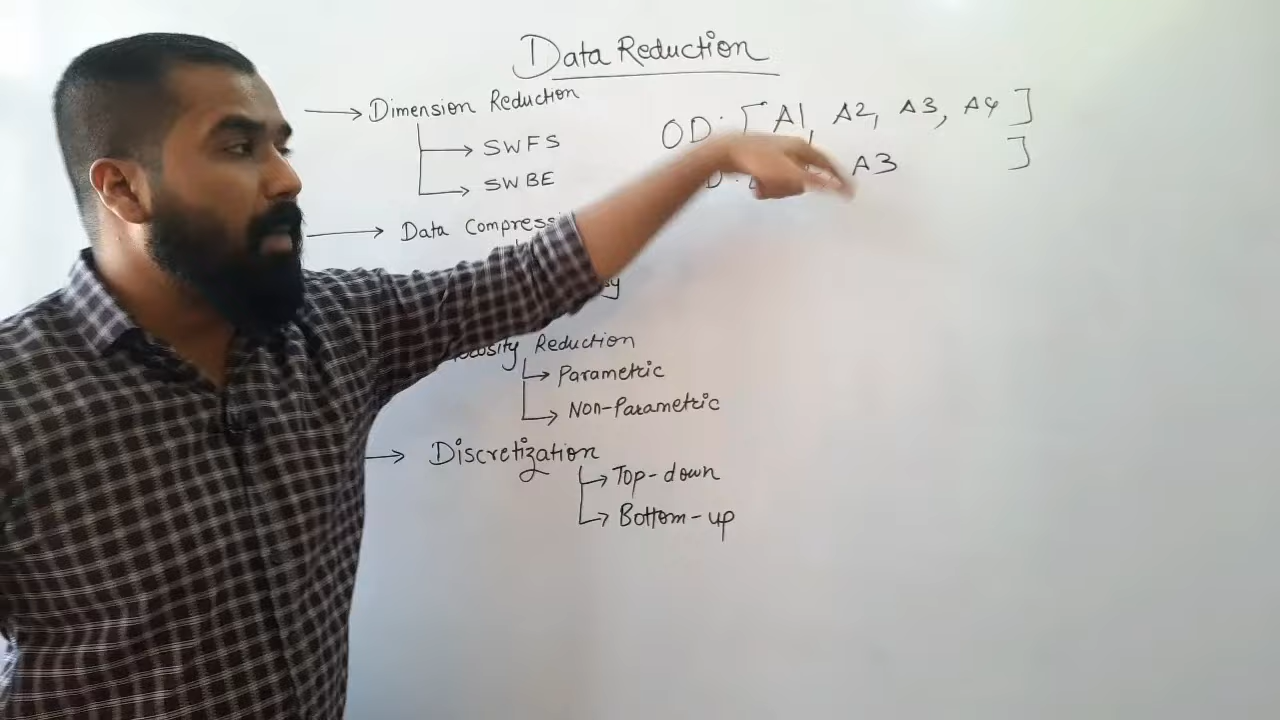 Data Reduction
Dimension Reduction
SWFS
SWBE
OD: [ A1, A2, A3, A4 ]
A3 ]
Data
Reduction
Parametric
Non-Parametric
Discretization
Top-down
Bottom-up